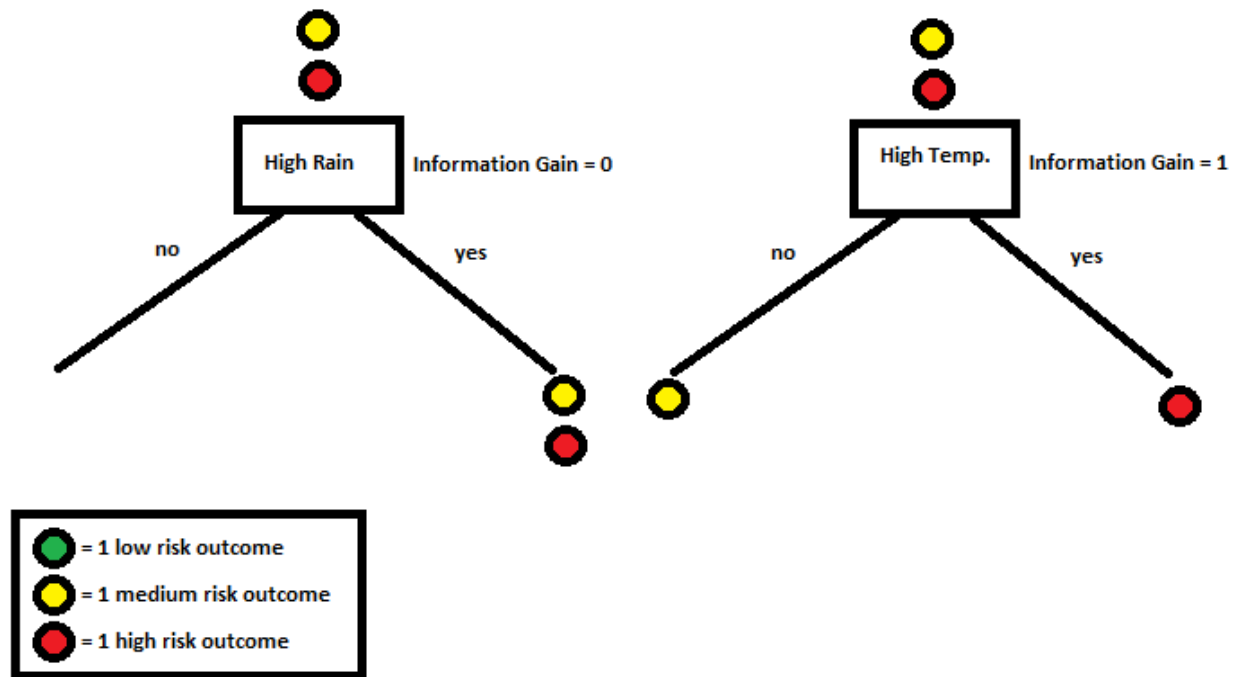 High Rain
Information Gain = 0
no
yes
High Temp.
Information Gain = 1
no
yes
= 1 low risk outcome
= 1 medium risk outcome
= 1 high risk outcome